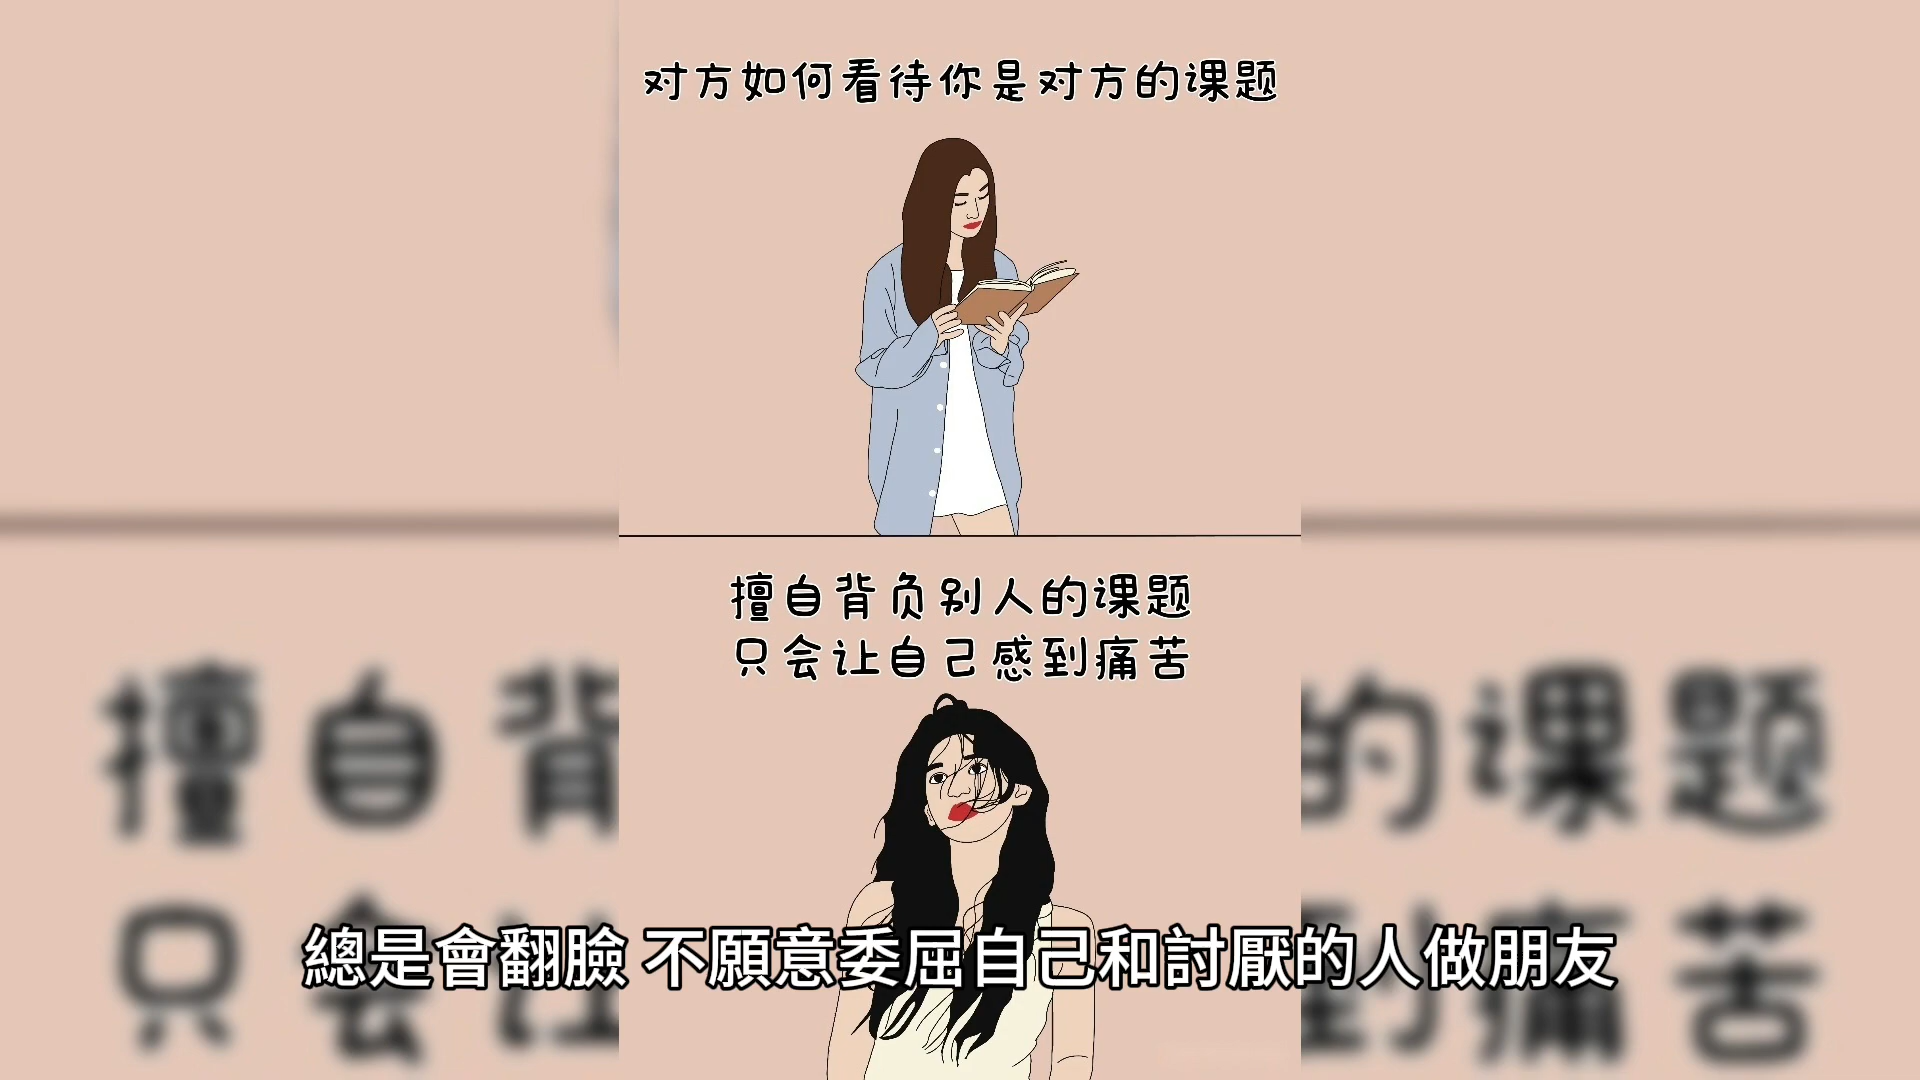 对方如何看待你是对方的课题
擅自背负别人的课题
只会让自己感到痛苦
總是會翻臉 不願意委屈自己和討厭的人做朋友